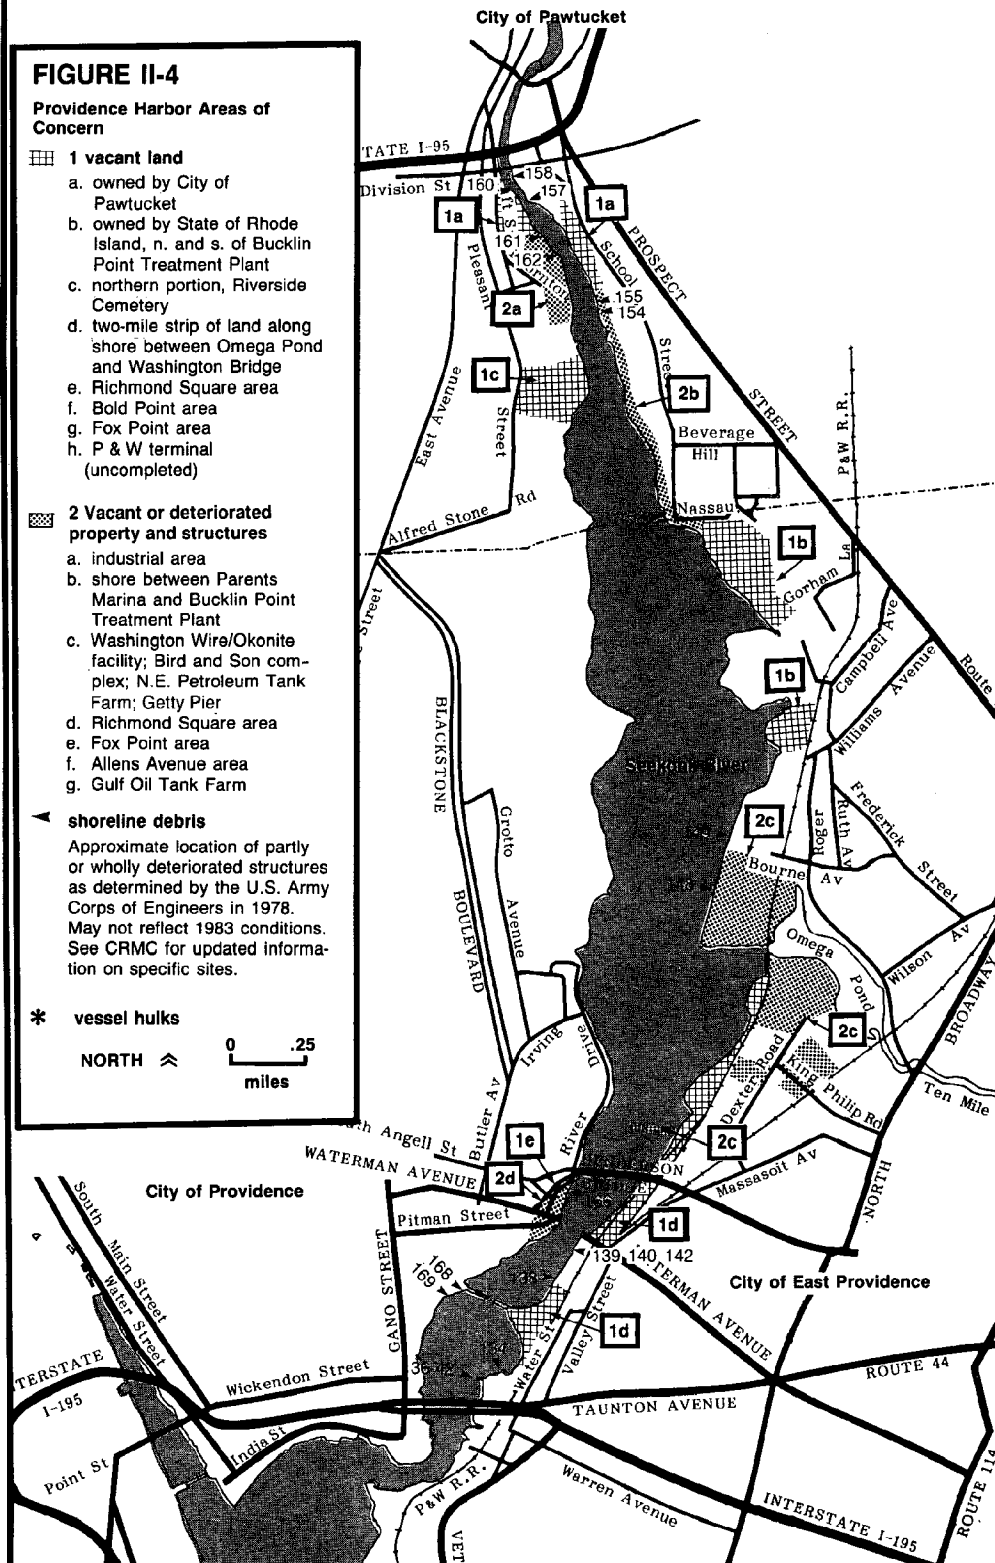 City of Pawtucket
FIGURE II-4
Providence Harbor Areas of
Concern
1 vacant land
a. owned by City of
Pawtucket
b. owned by State of Rhode
Island, n. and s. of Bucklin
Point Treatment Plant
c. northern portion, Riverside
Cemetery
d. two-mile strip of land along
shore between Omega Pond
and Washington Bridge
e. Richmond Square area
f. Bold Point area
g. Fox Point area
h. P & W terminal
(uncompleted)
2 Vacant or deteriorated
property and structures
a. industrial area
b. shore between Parents
Marina and Bucklin Point
Treatment Plant
c. Washington Wire/Okonite
facility; Bird and Son com-
plex; N.E. Petroleum Tank
Farm; Getty Pier
d. Richmond Square area
e. Fox Point area
f. Allens Avenue area
g. Gulf Oil Tank Farm
shoreline debris
Approximate location of partly
or wholly deteriorated structures
as determined by the U.S. Army
Corps of Engineers in 1978.
May not reflect 1983 conditions.
See CRMC for updated informa-
tion on specific sites.
* vessel hulks
NORTH
0 .25
miles
TATE I-95
Division St
160
158
157
1a
1a
161
162
Pleasant
Street
School
Street
PROSPECT
STREET
2a
155
154
1c
2b
East Avenue
Beverage
Hill
P&W R.R.
Nassau
Alfred Stone Rd
1b
Gorham La
Campbell Ave
Williams Avenue
Route
1b
BLACKSTONE
BOULEVARD
Seekonk River
Grotto
Avenue
2c
Roger
Ruth Av
Frederick
Street
Bourne Av
Omega
Pond
Wilson Av
BROADWAY
NORTH
2c
Irving
Drive
River
Dexter Road
King Philip Rd
Ten Mile
Butler Av
Angell St
1e
2c
WATERMAN AVENUE
2d
Massasoit Av
City of Providence
Pitman Street
1d
139 140 142
GANO STREET
168
169
City of East Providence
TERMAN AVENUE
South
Main Street
Water
Street
Water St
Valley Street
1d
TERSTATE
I-195
Wickendon Street
ROUTE 44
TAUNTON AVENUE
India St
Point St
P&W R.R.
Warren Avenue
INTERSTATE I-195
ROUTE 114
VET